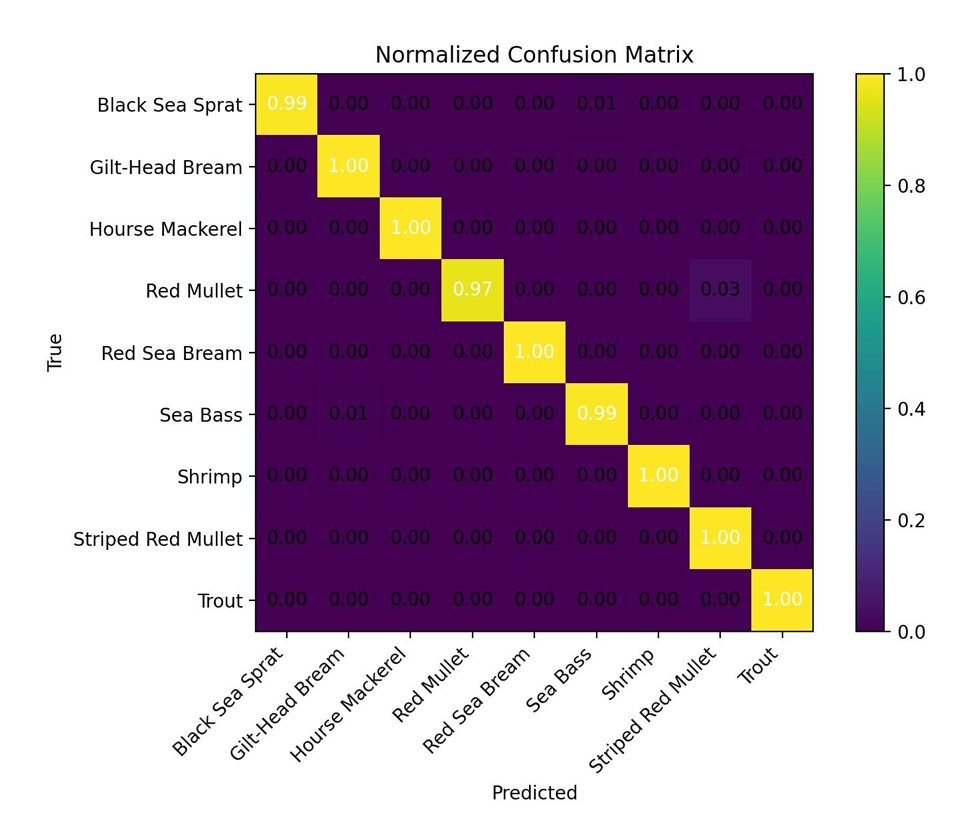 Normalized Confusion Matrix
Black Sea Sprat 0.99 0.00 0.00 0.00 0.00 0.01 0.00 0.00 0.00
Gilt-Head Bream 0.00 1.00 0.00 0.00 0.00 0.00 0.00 0.00 0.00
Hourse Mackerel 0.00 0.00 1.00 0.00 0.00 0.00 0.00 0.00 0.00
Red Mullet 0.00 0.00 0.00 0.97 0.00 0.00 0.00 0.03 0.00
Red Sea Bream 0.00 0.00 0.00 0.00 1.00 0.00 0.00 0.00 0.00
Sea Bass 0.00 0.01 0.00 0.00 0.00 0.99 0.00 0.00 0.00
Shrimp 0.00 0.00 0.00 0.00 0.00 0.00 1.00 0.00 0.00
Striped Red Mullet 0.00 0.00 0.00 0.00 0.00 0.00 0.00 1.00 0.00
Trout 0.00 0.00 0.00 0.00 0.00 0.00 0.00 0.00 1.00
True
Black Sea Sprat
Gilt-Head Bream
Hourse Mackerel
Red Mullet
Red Sea Bream
Sea Bass
Shrimp
Striped Red Mullet
Trout
Predicted
1.0
0.8
0.6
0.4
0.2
0.0